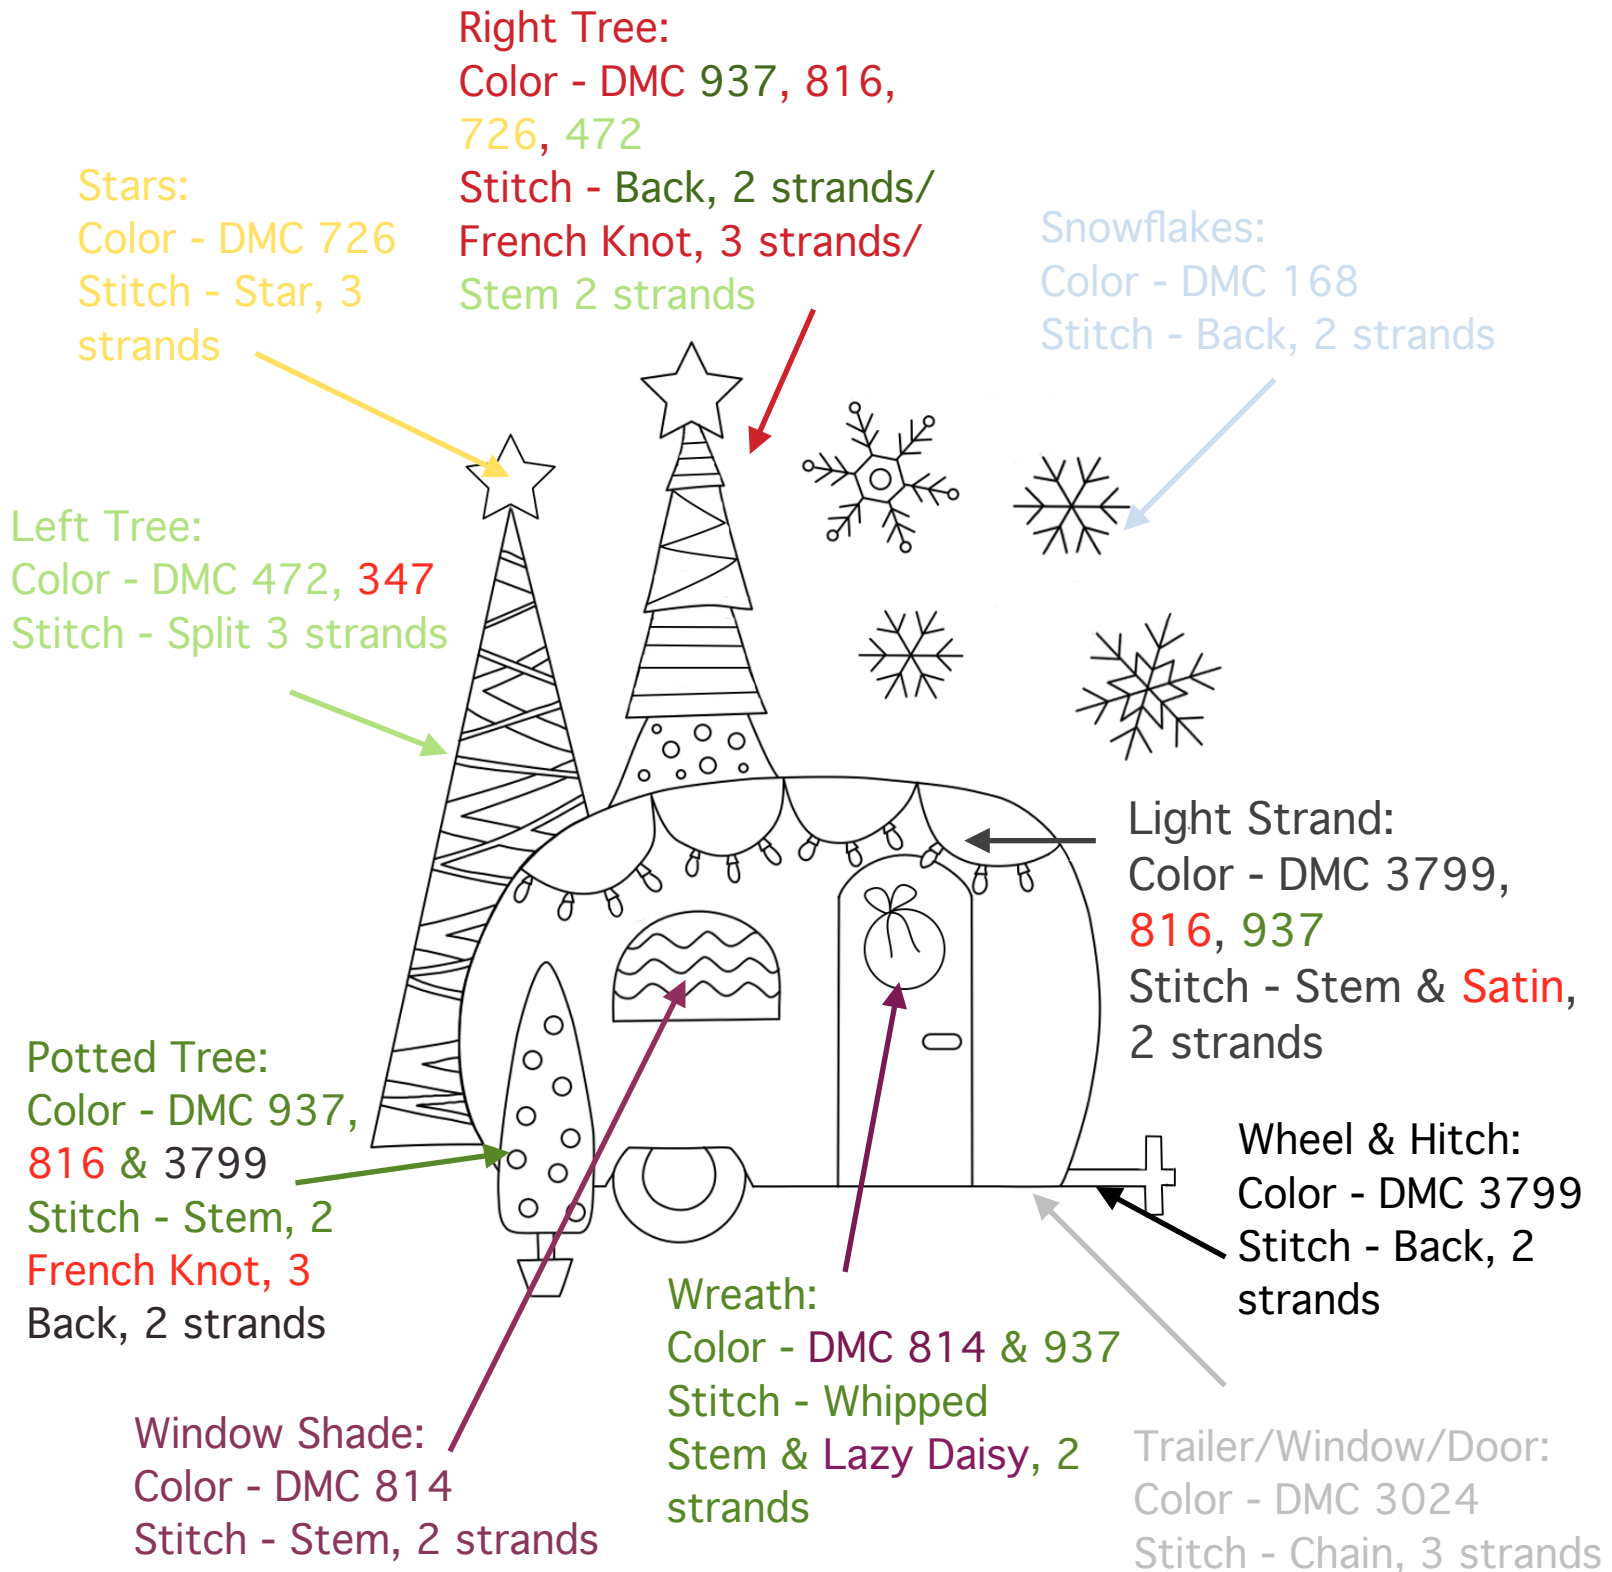 Right Tree:
Color - DMC 937, 816,
726, 472
Stitch - Back, 2 strands/
French Knot, 3 strands/
Stem 2 strands
Stars:
Color - DMC 726
Stitch - Star, 3
strands
Snowflakes:
Color - DMC 168
Stitch - Back, 2 strands
Left Tree:
Color - DMC 472, 347
Stitch - Split 3 strands
Light Strand:
Color - DMC 3799,
816, 937
Stitch - Stem & Satin,
2 strands
Potted Tree:
Color - DMC 937,
816 & 3799
Stitch - Stem, 2
French Knot, 3
Back, 2 strands
Wheel & Hitch:
Color - DMC 3799
Stitch - Back, 2
strands
Wreath:
Color - DMC 814 & 937
Stitch - Whipped
Stem & Lazy Daisy, 2
strands
Window Shade:
Color - DMC 814
Stitch - Stem, 2 strands
Trailer/Window/Door:
Color - DMC 3024
Stitch - Chain, 3 strands